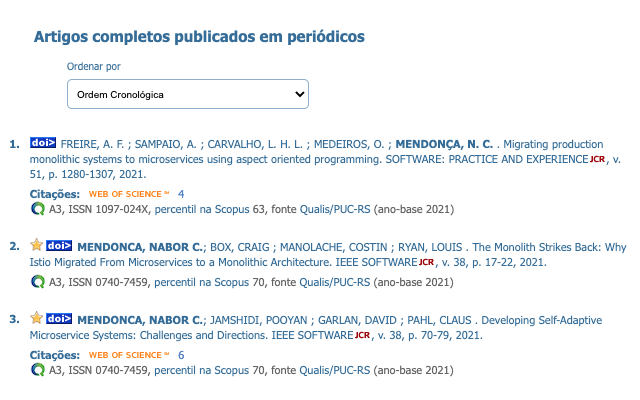 Artigos completos publicados em periódicos
Ordenar por
Ordem Cronológica
1. doi> FREIRE, A. F. ; SAMPAIO, A. ; CARVALHO, L. H. L. ; MEDEIROS, O. ; MENDONÇA, N. C. . Migrating production
monolithic systems to microservices using aspect oriented programming. SOFTWARE: PRACTICE AND EXPERIENCE JCR, v.
51, p. 1280-1307, 2021.
Citações: WEB OF SCIENCE ™ 4
A3, ISSN 1097-024X, percentil na Scopus 63, fonte Qualis/PUC-RS (ano-base 2021)
2. doi> MENDONCA, NABOR C.; BOX, CRAIG ; MANOLACHE, COSTIN ; RYAN, LOUIS . The Monolith Strikes Back: Why
Istio Migrated From Microservices to a Monolithic Architecture. IEEE SOFTWARE JCR, v. 38, p. 17-22, 2021.
A3, ISSN 0740-7459, percentil na Scopus 70, fonte Qualis/PUC-RS (ano-base 2021)
3. doi> MENDONCA, NABOR C.; JAMSHIDI, POOYAN ; GARLAN, DAVID ; PAHL, CLAUS . Developing Self-Adaptive
Microservice Systems: Challenges and Directions. IEEE SOFTWARE JCR, v. 38, p. 70-79, 2021.
Citações: WEB OF SCIENCE ™ 6
A3, ISSN 0740-7459, percentil na Scopus 70, fonte Qualis/PUC-RS (ano-base 2021)